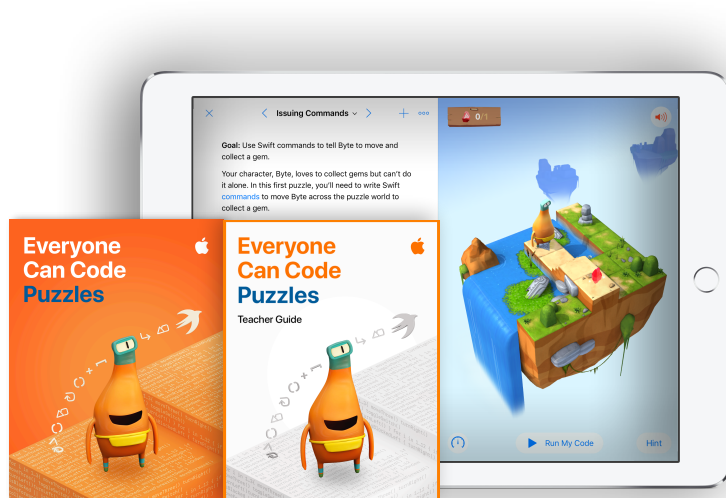 Issuing Commands
0/1
Goal: Use Swift commands to tell Byte to move and
collect a gem.
Your character, Byte, loves to collect gems but can't do
it alone. In this first puzzle, you'll need to write Swift
commands to move Byte across the puzzle world to
collect a gem.
Everyone
Can Code
Puzzles
Everyone
Can Code
Puzzles
Teacher Guide
Run My Code
Hint